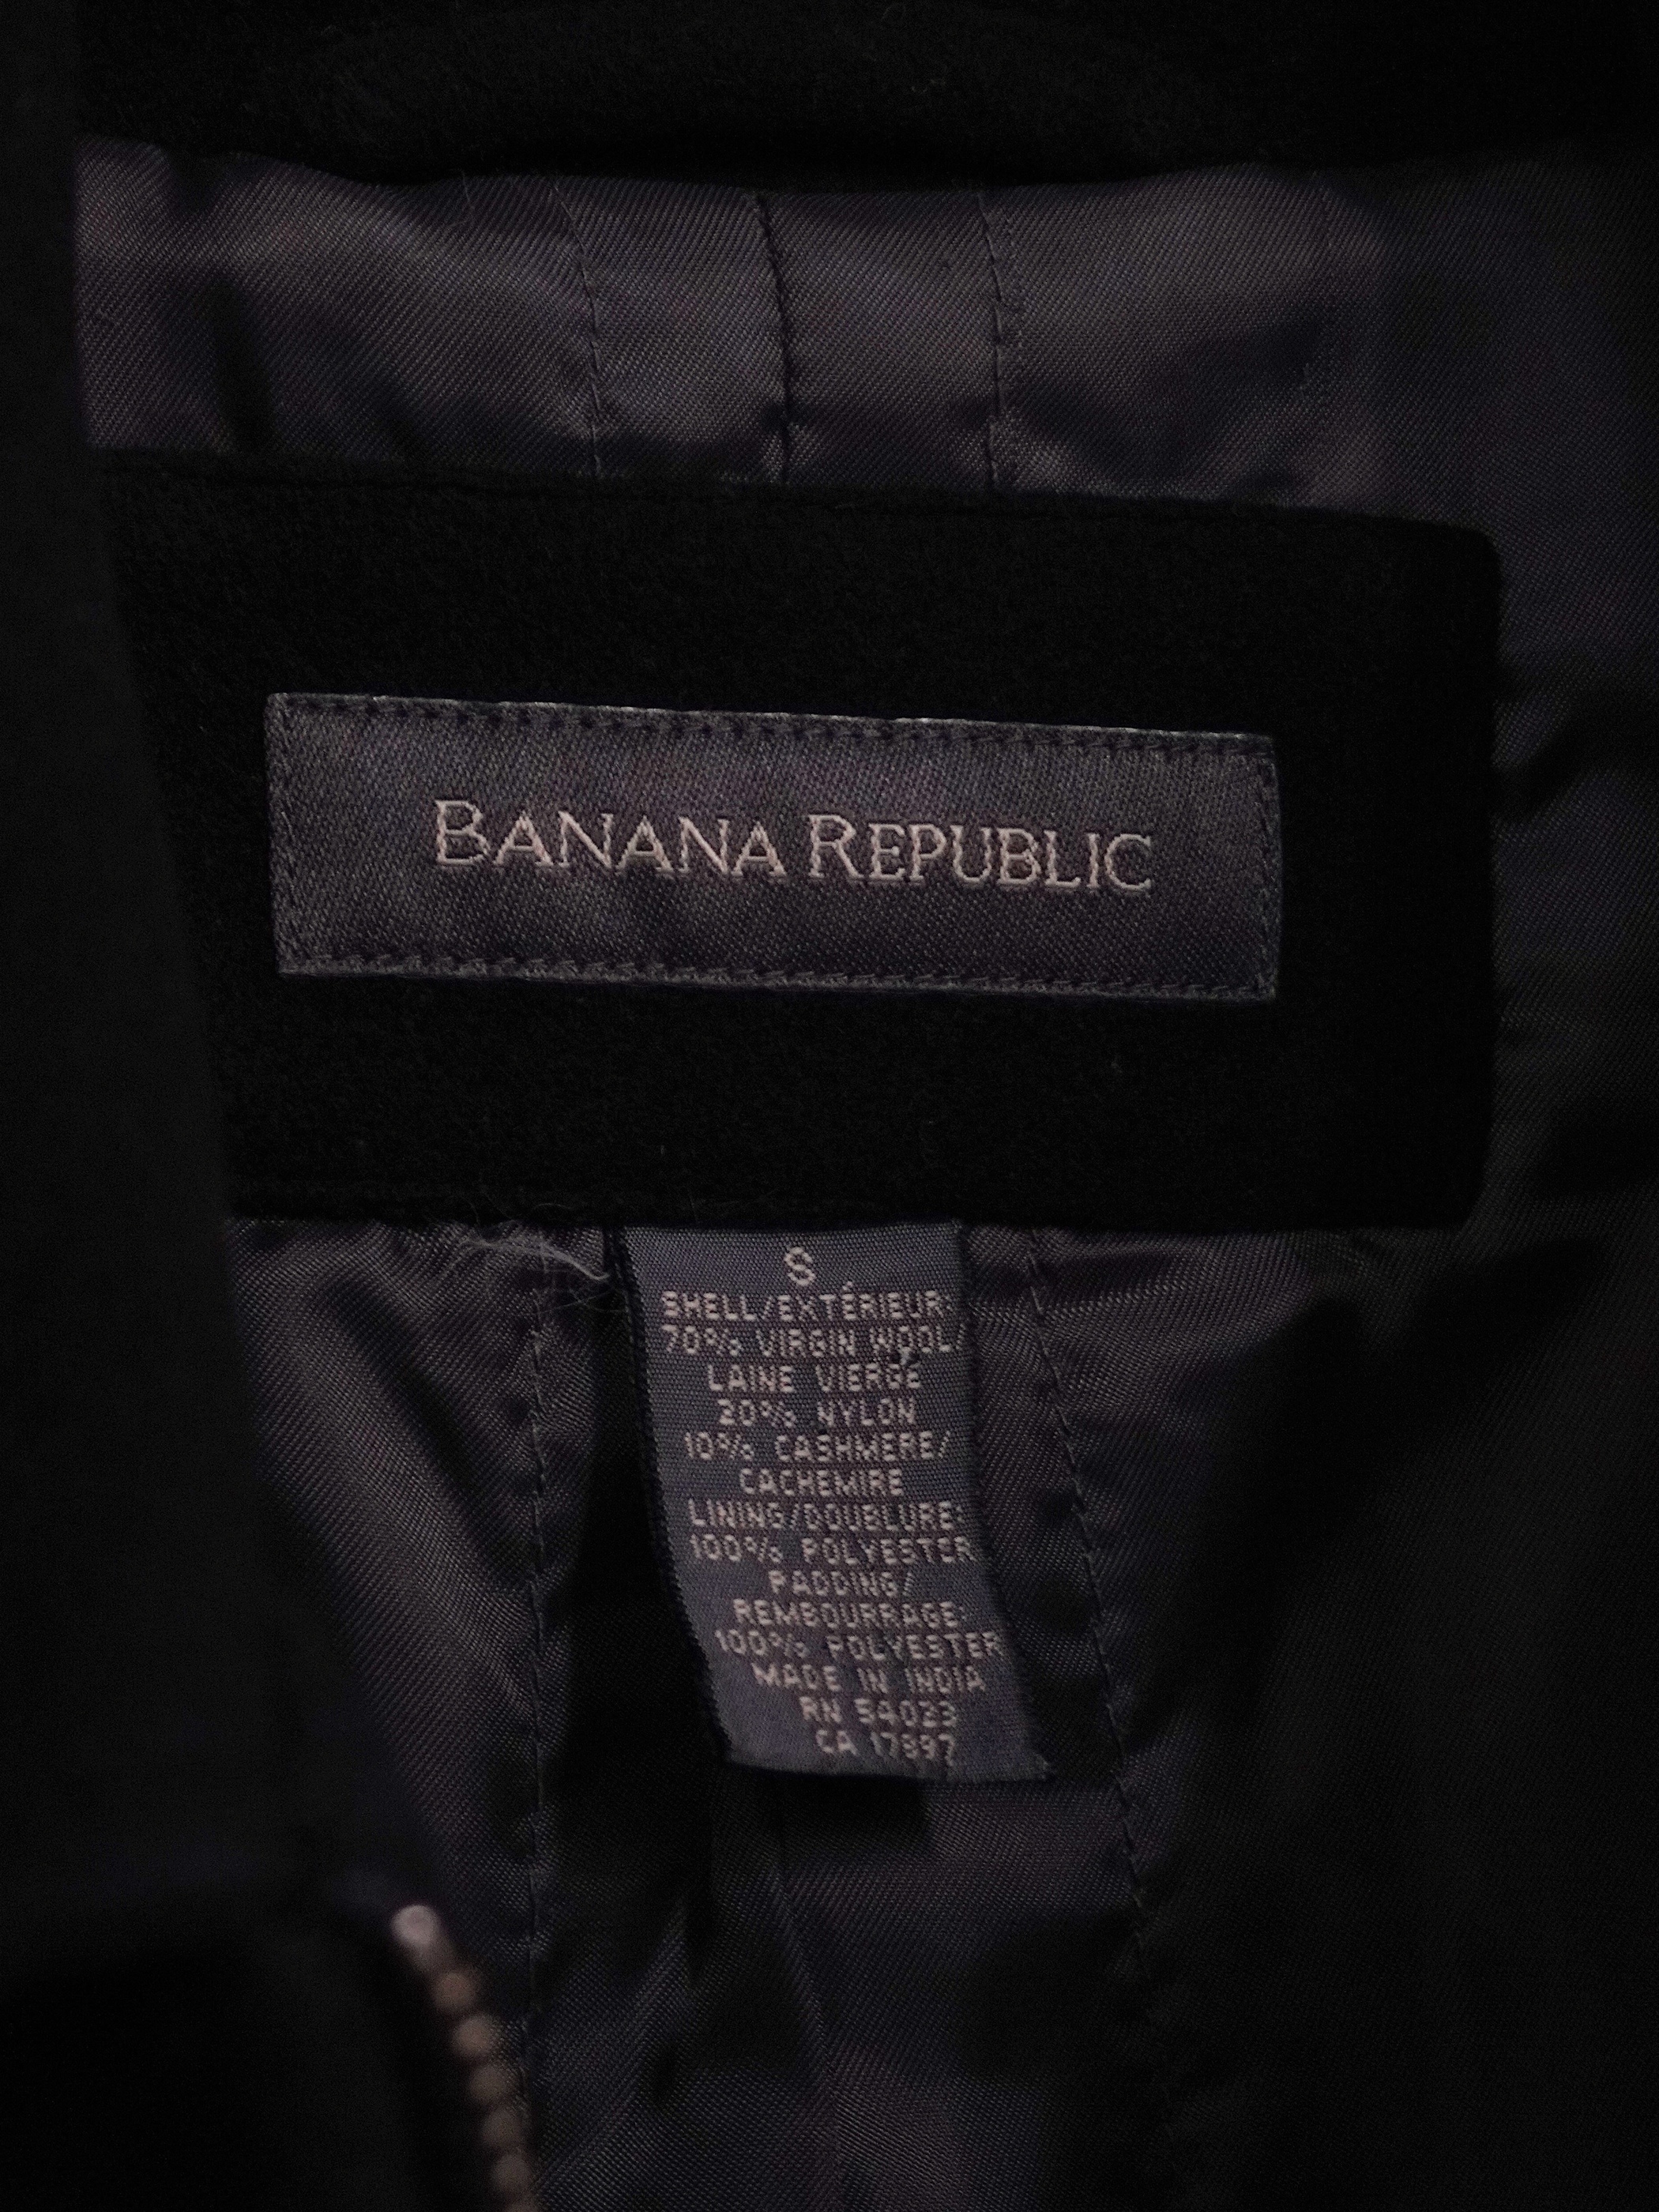 BANANA REPUBLIC
S
SHELL/EXTÉRIEUR:
70% VIRGIN WOOL/
LAINE VIERGE
20% NYLON
10% CASHMERE/
CACHEMIRE
LINING/DOUBLURE:
100% POLYESTER
PADDING/
REMBOURRAGE:
100% POLYESTER
MADE IN INDIA
RN 54023
CA 17897